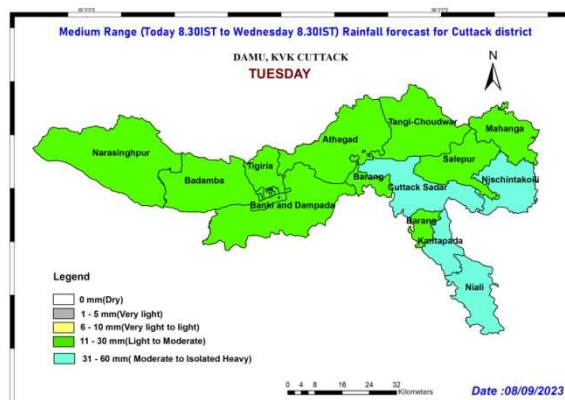 Medium Range (Today 8.30IST to Wednesday 8.30IST) Rainfall forecast for Cuttack district
DAMU, KVK CUTTACK
TUESDAY
N
Tangi-Choudwar
Mahanga
Athagad
Narasinghpur
Tigiria
Salepur
Badamba
Barang
Nischintakoili
Cuttack Sadar
Banki and Dampada
Barang
Kantapada
Niali
Legend
0 mm(Dry)
1 - 5 mm(Very light)
6 - 10 mm(Very light to light)
11 - 30 mm(Light to Moderate)
31 - 60 mm( Moderate to Isolated Heavy)
0 4 8 16 24 32
Kilometers
Date :08/09/2023